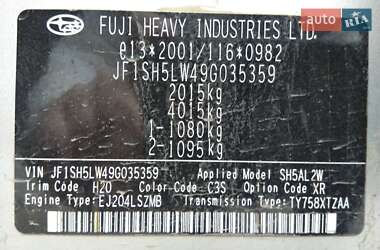 auto RIA
FUJI HEAVY INDUSTRIES LTD.
e13*2001/116*0982
JF1SH5LW49G035359
2015kg
4015kg
1-1080kg
2-1095kg
VIN JF1SH5LW49G035359 Applied Model SH5AL2W
Trim Code H20 Color Code C3S Option Code XR
Engine Type:EJ204LSZMB Transmission Type:TY758XTZAA